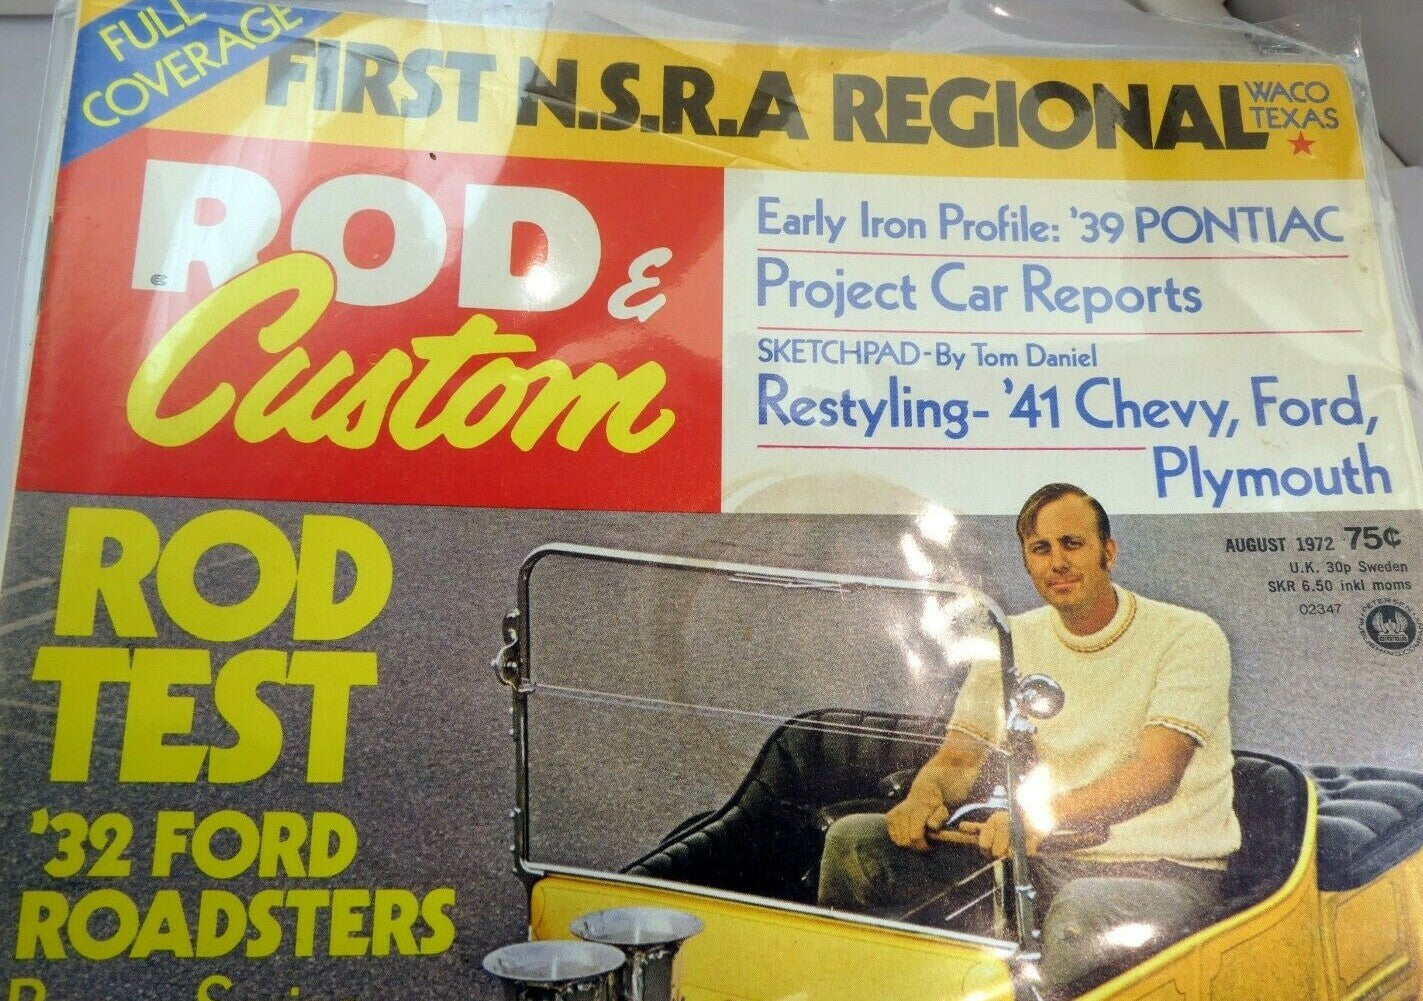 FULL
COVERAGE
FIRST N.S.R.A REGIONAL
WACO
TEXAS
ROD &
Custom
Early Iron Profile: '39 PONTIAC
Project Car Reports
SKETCHPAD-By Tom Daniel
Restyling- '41 Chevy, Ford,
Plymouth
AUGUST 1972 75¢
U.K. 30p Sweden
SKR 6.50 inkl moms
02347
ROD
TEST
'32 FORD
ROADSTERS